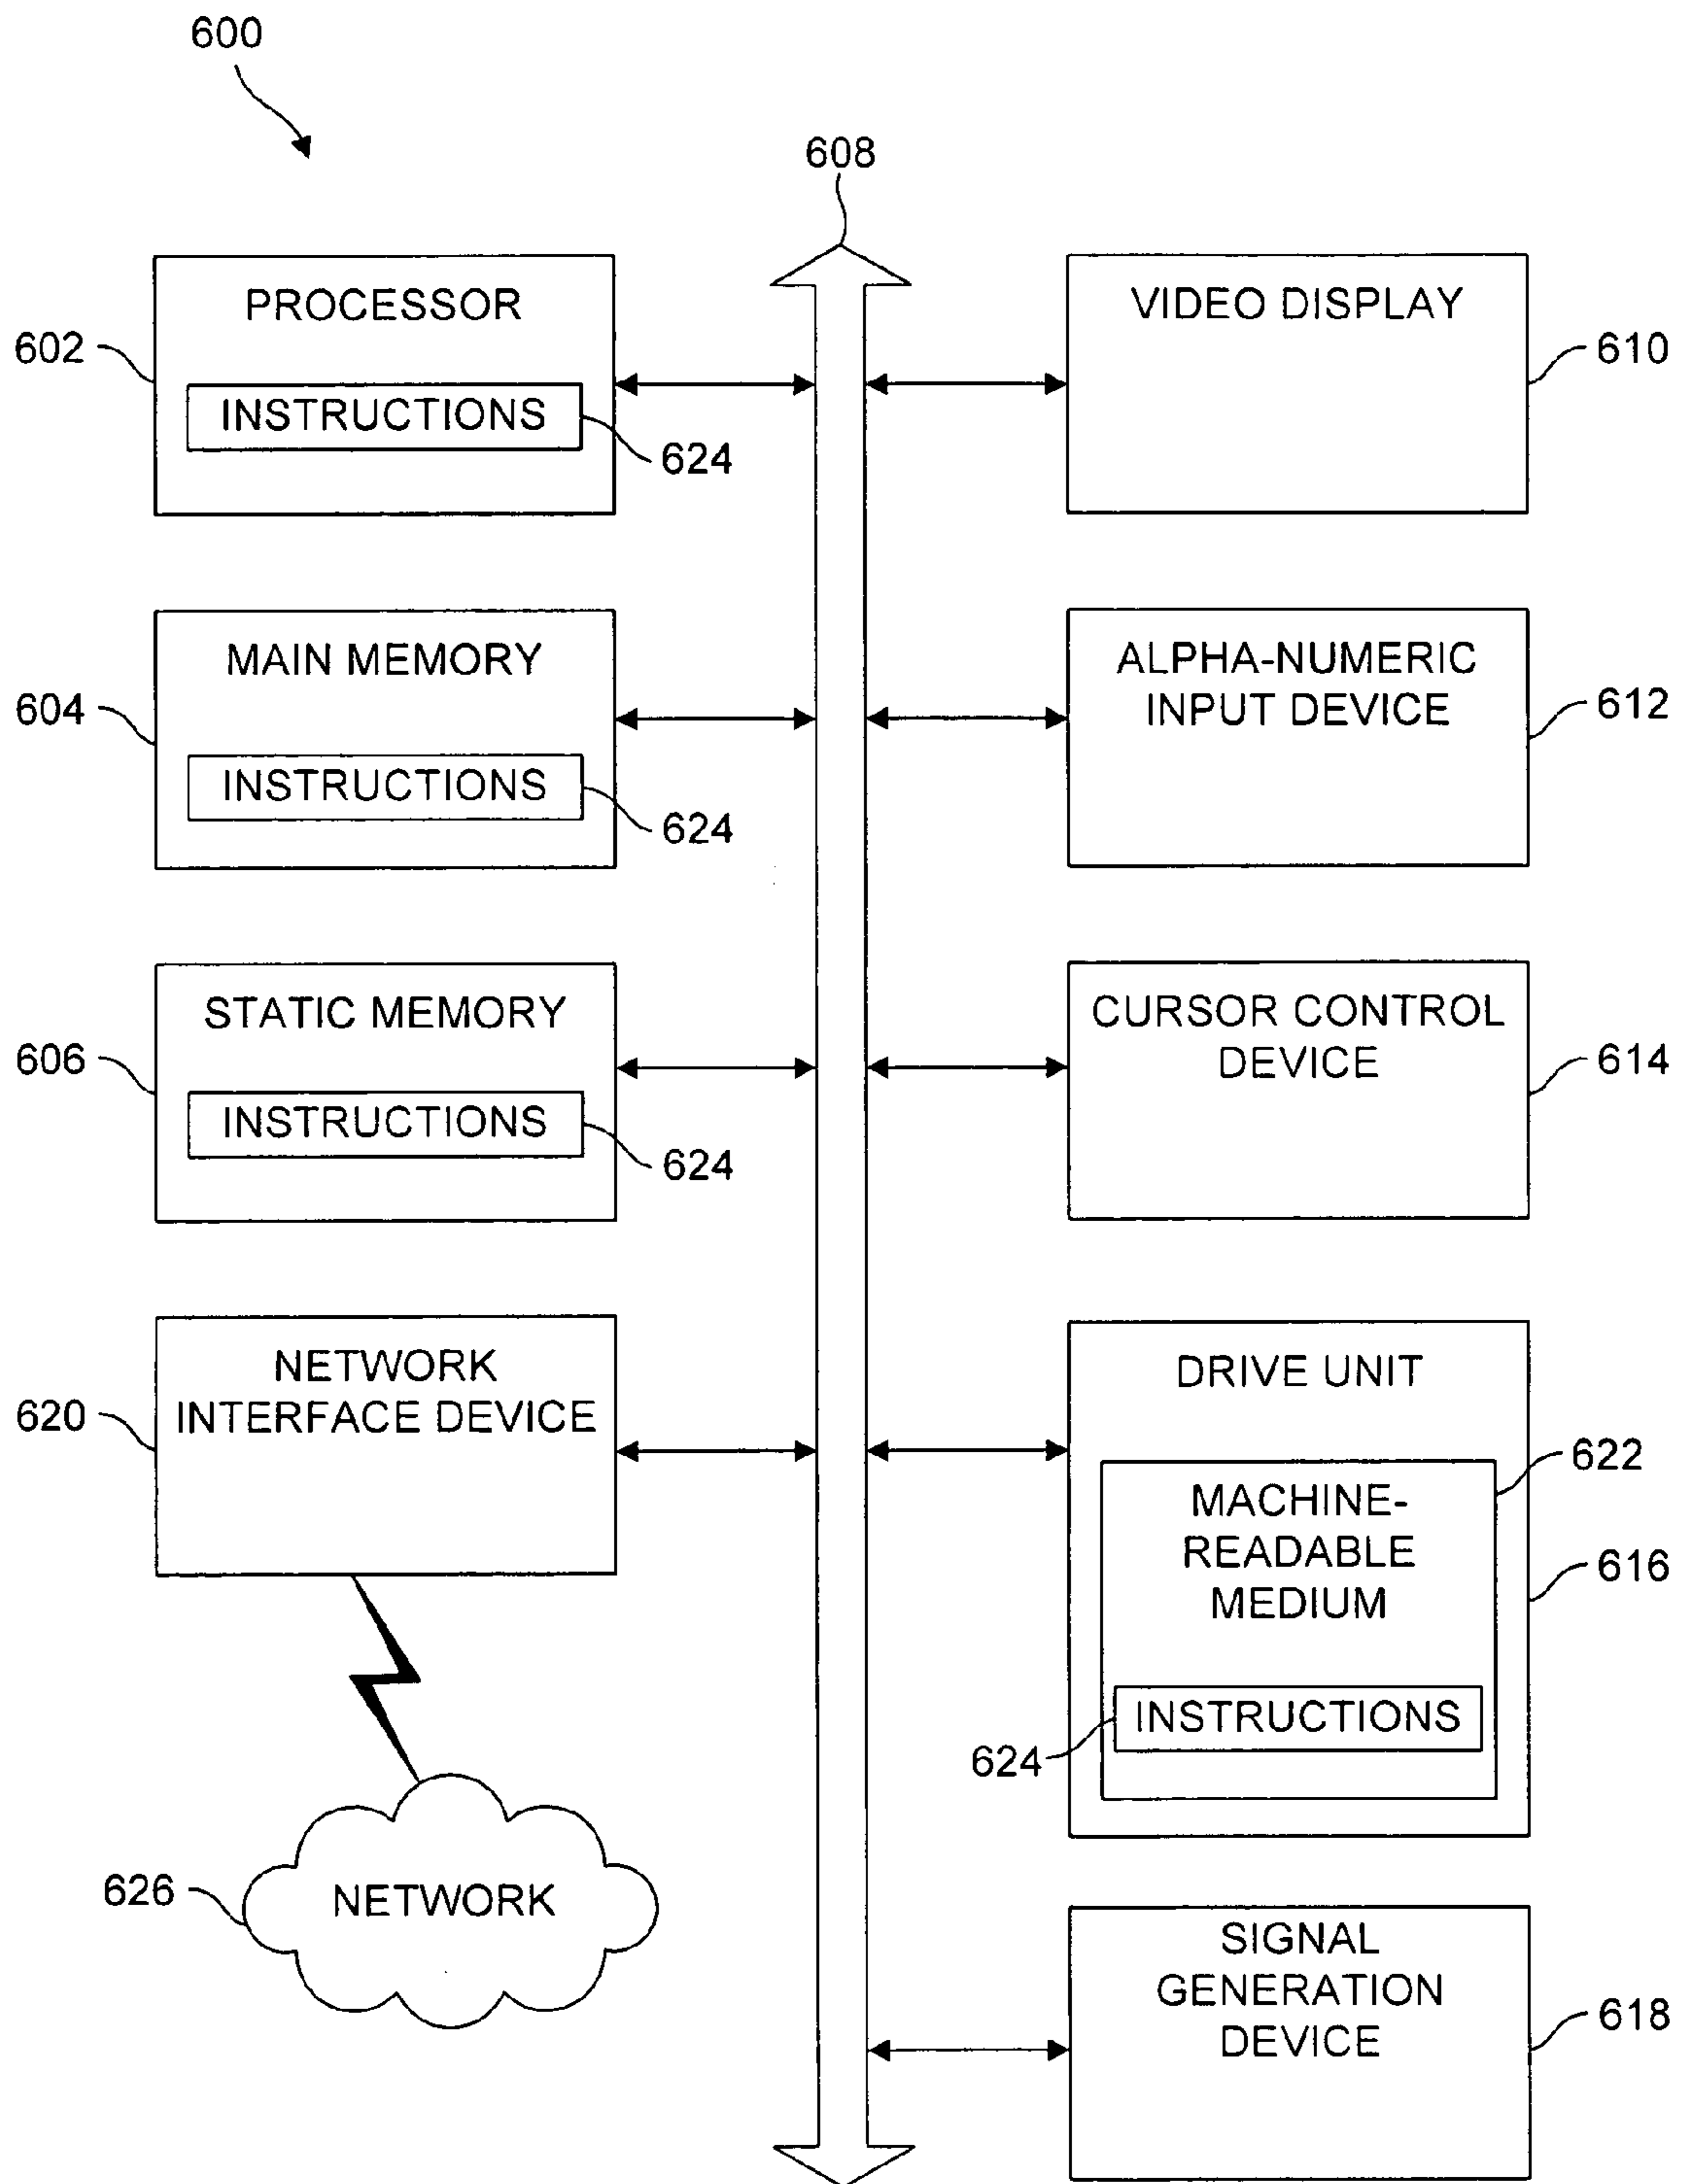 600
608
PROCESSOR
602
INSTRUCTIONS
624
VIDEO DISPLAY
610
MAIN MEMORY
604
INSTRUCTIONS
624
ALPHA-NUMERIC
INPUT DEVICE
612
STATIC MEMORY
606
INSTRUCTIONS
624
CURSOR CONTROL
DEVICE
614
NETWORK
INTERFACE DEVICE
620
DRIVE UNIT
622
MACHINE-
READABLE
MEDIUM
616
INSTRUCTIONS
624
626
NETWORK
SIGNAL
GENERATION
DEVICE
618